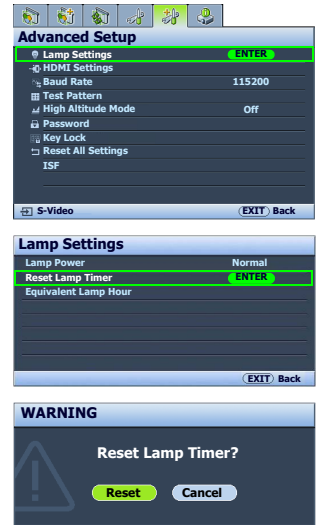 Advanced Setup
Lamp Settings ENTER
HDMI Settings
Baud Rate 115200
Test Pattern
High Altitude Mode Off
Password
Key Lock
Reset All Settings
ISF
S-Video EXIT Back
Lamp Settings
Lamp Power Normal
Reset Lamp Timer ENTER
Equivalent Lamp Hour
EXIT Back
WARNING
Reset Lamp Timer?
Reset Cancel